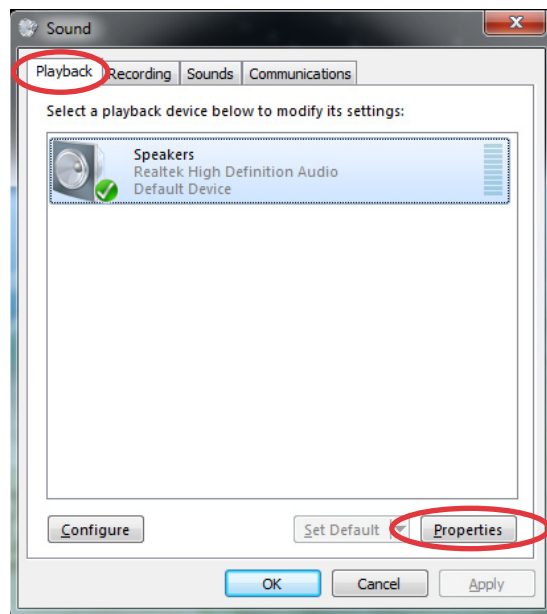 Sound
Playback Recording Sounds Communications
Select a playback device below to modify its settings:
Speakers
Realtek High Definition Audio
Default Device
Configure Set Default Properties
OK Cancel Apply